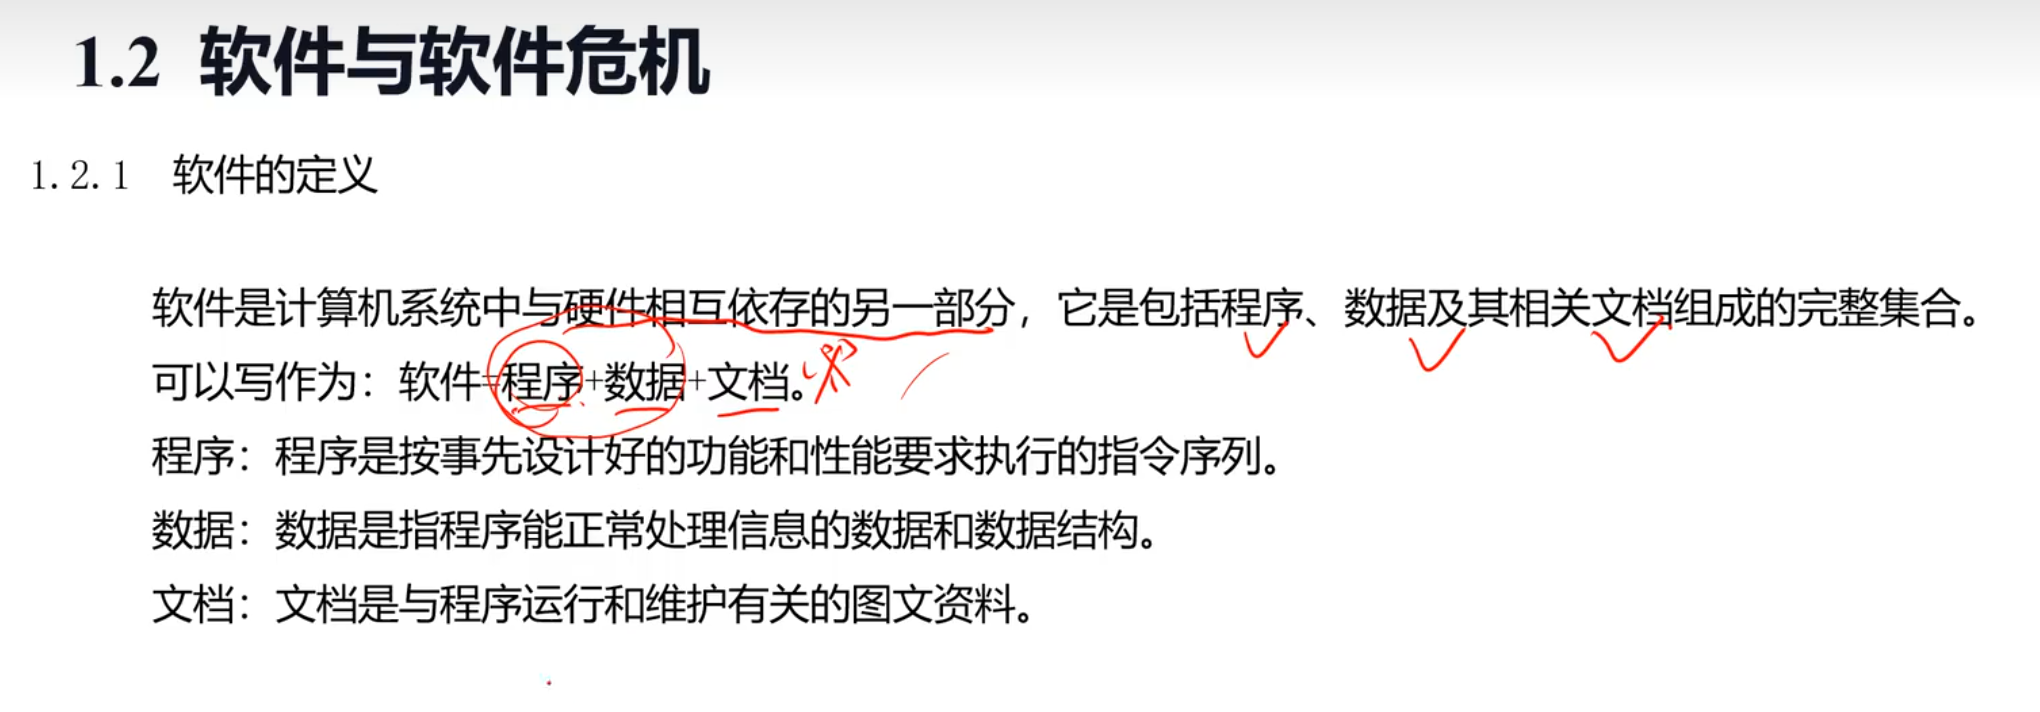 1.2 软件与软件危机
1.2.1 软件的定义
软件是计算机系统中与硬件相互依存的另一部分，它是包括程序、数据及其相关文档组成的完整集合。
可以写作为：软件=程序+数据+文档。
程序：程序是按事先设计好的功能和性能要求执行的指令序列。
数据：数据是指程序能正常处理信息的数据和数据结构。
文档：文档是与程序运行和维护有关的图文资料。